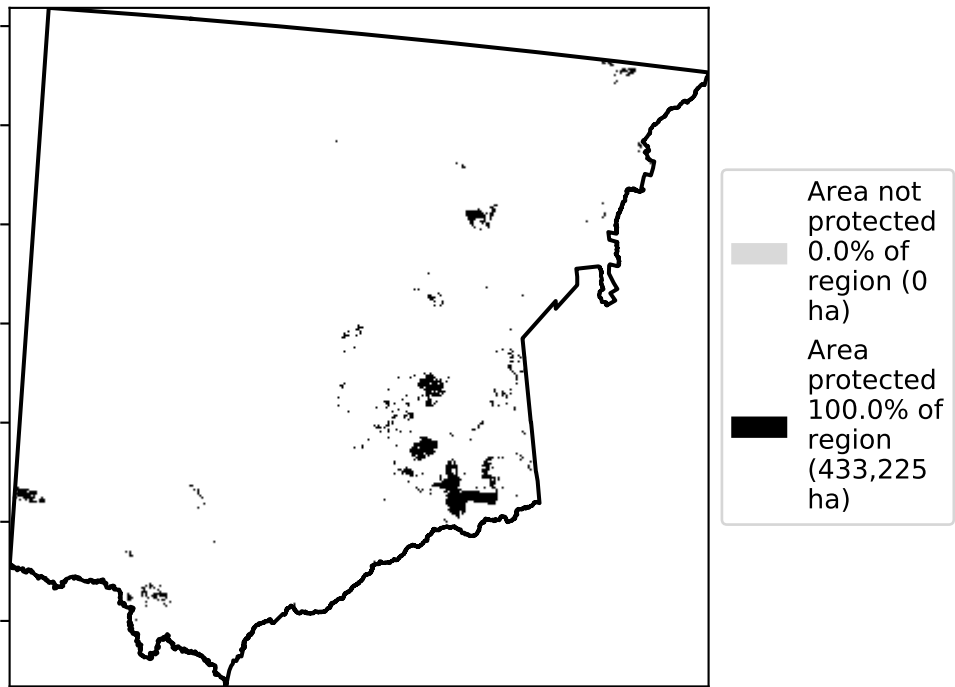 Area not
protected
0.0% of
region (0
ha)
Area
protected
100.0% of
region
(433,225
ha)